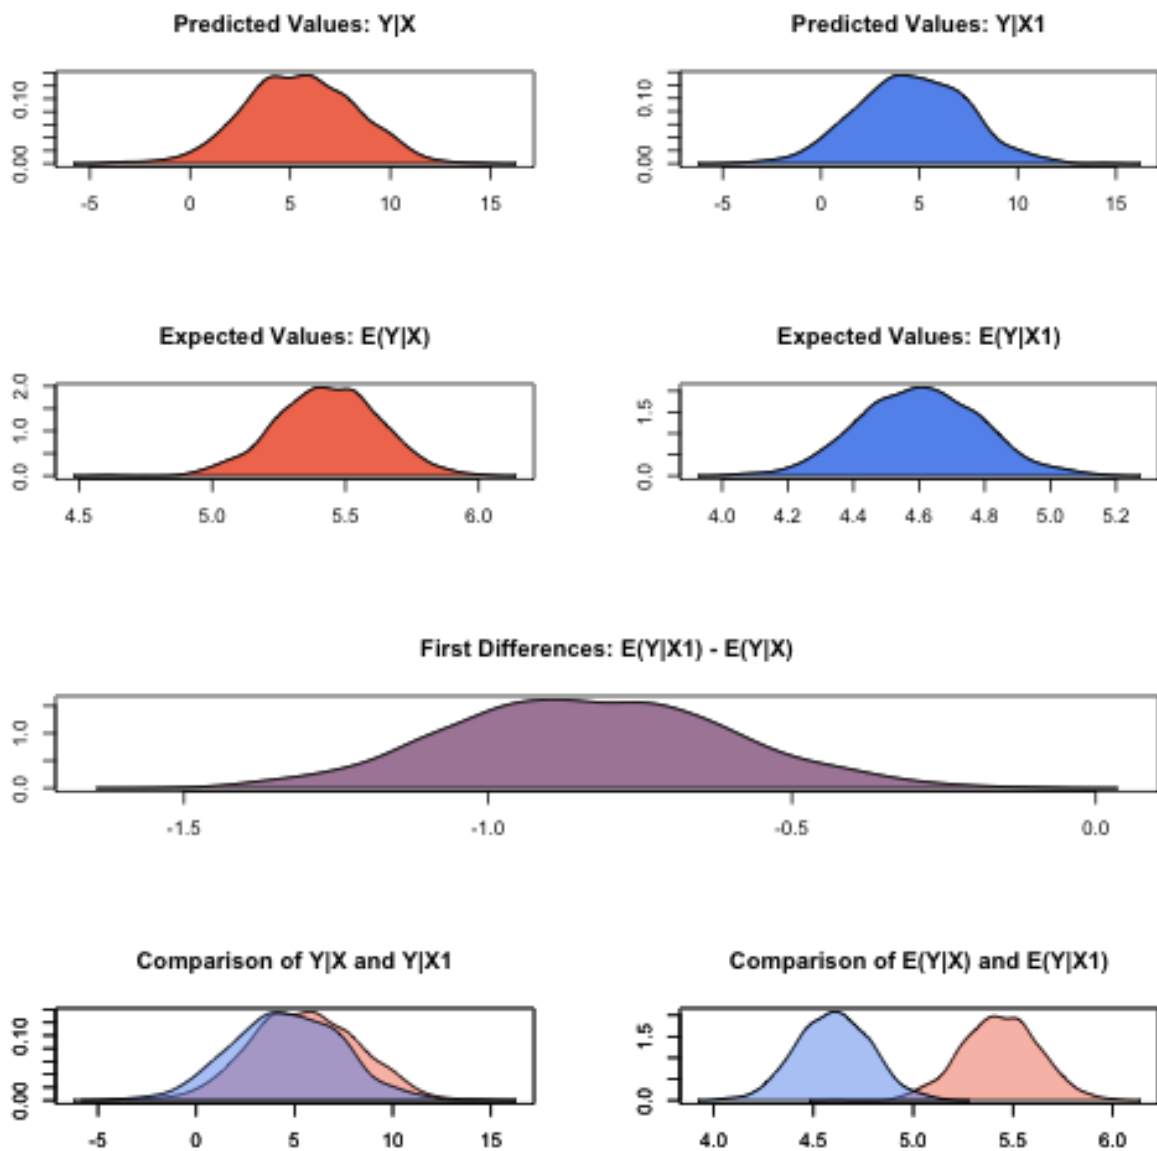 Predicted Values: Y|X
0.00 0.10
-5 0 5 10 15
Predicted Values: Y|X1
0.00 0.10
-5 0 5 10 15
Expected Values: E(Y|X)
0.0 1.0 2.0
4.5 5.0 5.5 6.0
Expected Values: E(Y|X1)
0.0 1.5
4.0 4.2 4.4 4.6 4.8 5.0 5.2
First Differences: E(Y|X1) - E(Y|X)
0.0 1.0
-1.5 -1.0 -0.5 0.0
Comparison of Y|X and Y|X1
0.00 0.10
-5 0 5 10 15
Comparison of E(Y|X) and E(Y|X1)
0.0 1.5
4.0 4.5 5.0 5.5 6.0